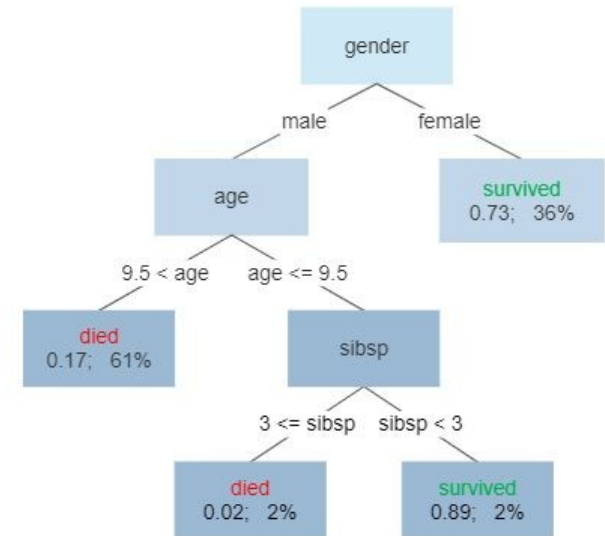 gender
male female
age
survived
0.73; 36%
9.5 < age age <= 9.5
died
0.17; 61%
sibsp
3 <= sibsp sibsp < 3
died
0.02; 2%
survived
0.89; 2%